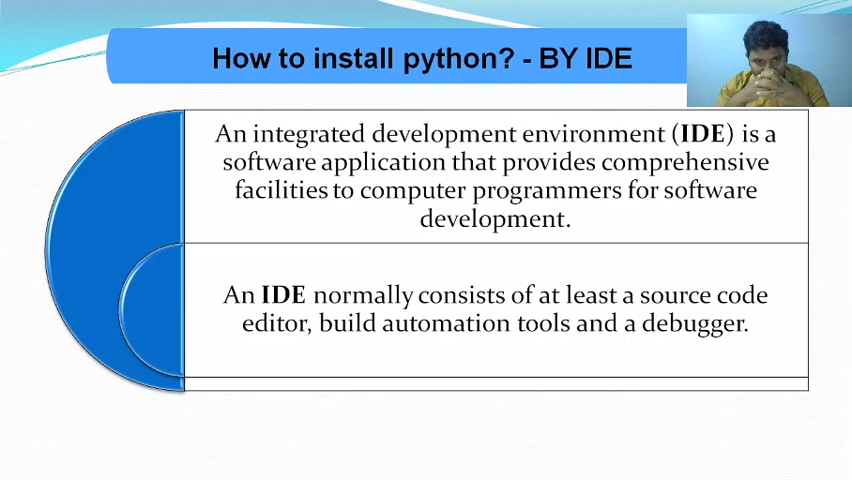 How to install python? - BY IDE
An integrated development environment (IDE) is a
software application that provides comprehensive
facilities to computer programmers for software
development.
An IDE normally consists of at least a source code
editor, build automation tools and a debugger.